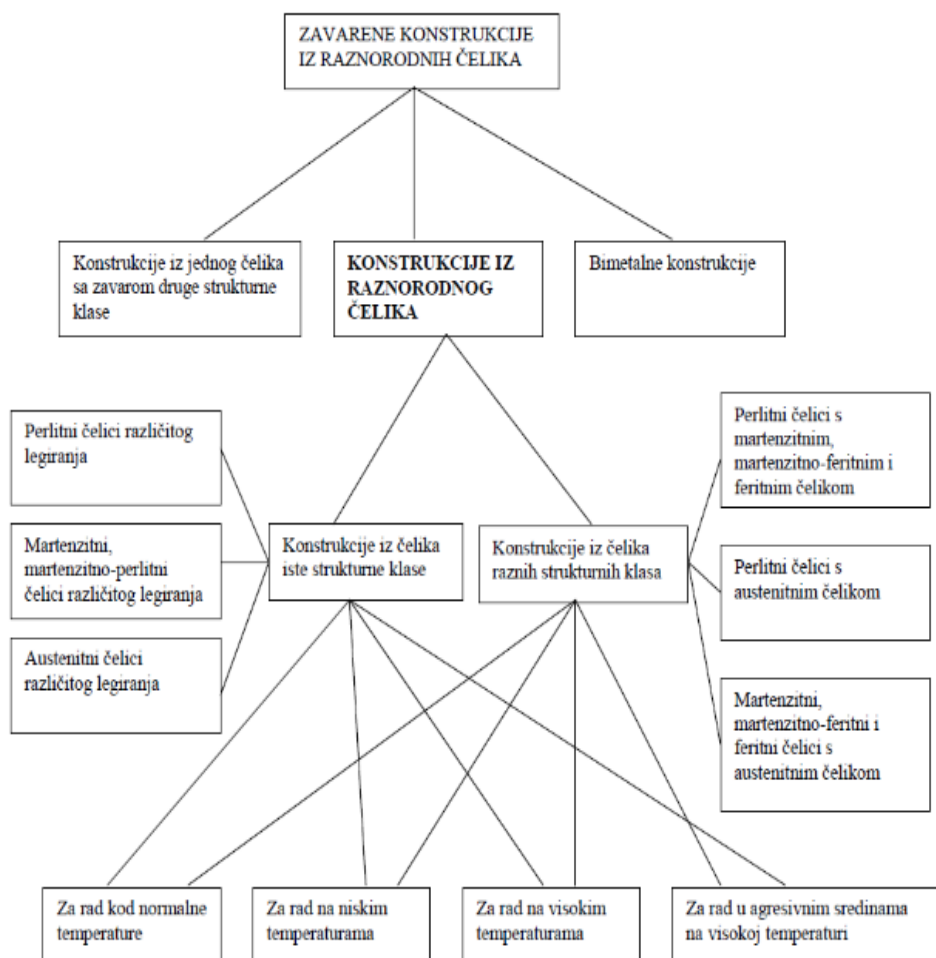 ZAVARENE KONSTRUKCIJE
IZ RAZNORODNIH ČELIKA
Konstrukcije iz jednog čelika
sa zavarom druge strukturne
klase
KONSTRUKCIJE IZ
RAZNORODNOG
ČELIKA
Bimetalne konstrukcije
Perlitni čelici različitog
legiranja
Martenzitni,
martenzitno-perlitni
čelici različitog legiranja
Austenitni čelici
različitog legiranja
Konstrukcije iz čelika
iste strukturne klase
Konstrukcije iz čelika
raznih strukturnih klasa
Perlitni čelici s
martenzitnim,
martenzitno-feritnim i
feritnim čelikom
Perlitni čelici s
austenitnim čelikom
Martenzitni,
martenzitno-feritni i
feritni čelici s
austenitnim čelikom
Za rad kod normalne
temperature
Za rad na niskim
temperaturama
Za rad na visokim
temperaturama
Za rad u agresivnim sredinama
na visokoj temperaturi